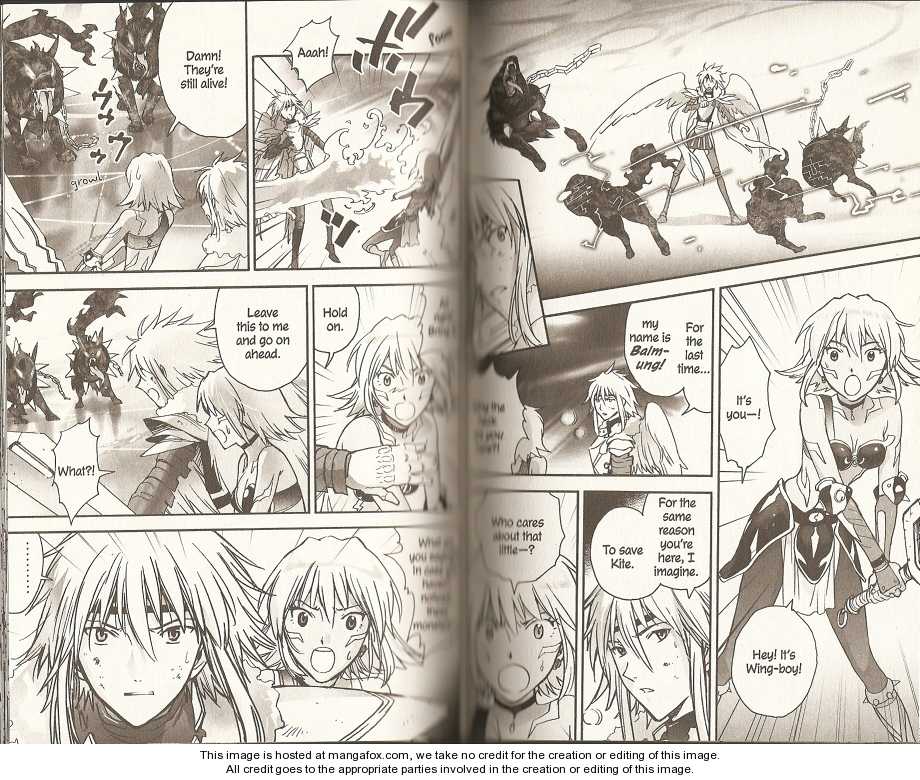 It's
you—!
Hey! It's
Wing-boy!
For
the last
time...
my
name is
Balm-
ung!
For the
same
reason
you're
here, I
imagine.
To save
Kite.
Who cares
about that
little—?
Aaah!
Damn!
They're
still alive!
growl
Hold
on.
Leave
this to me
and go on
ahead.
What?!
.......
This image is hosted at mangafox.com, we take no credit for the creation or editing of this image.
All credit goes to the appropriate parties involved in the creation or editing of this image.